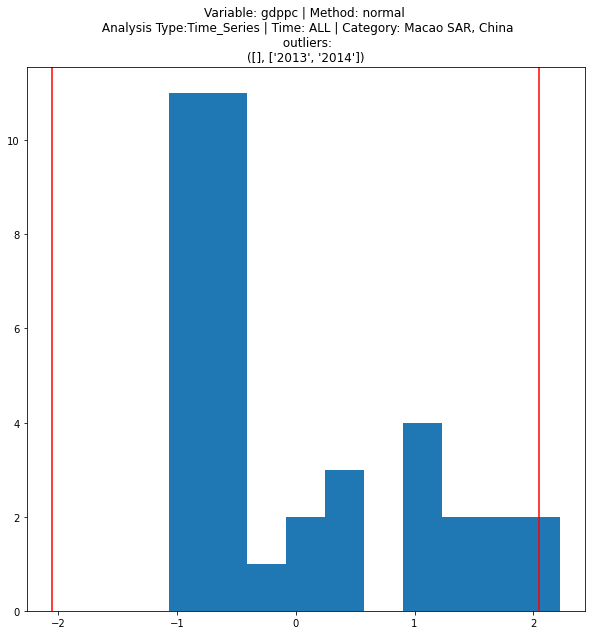 Variable: gdppc | Method: normal
Analysis Type:Time_Series | Time: ALL | Category: Macao SAR, China
outliers:
([], ['2013', '2014'])
10
8
6
4
2
0
−2
−1
0
1
2